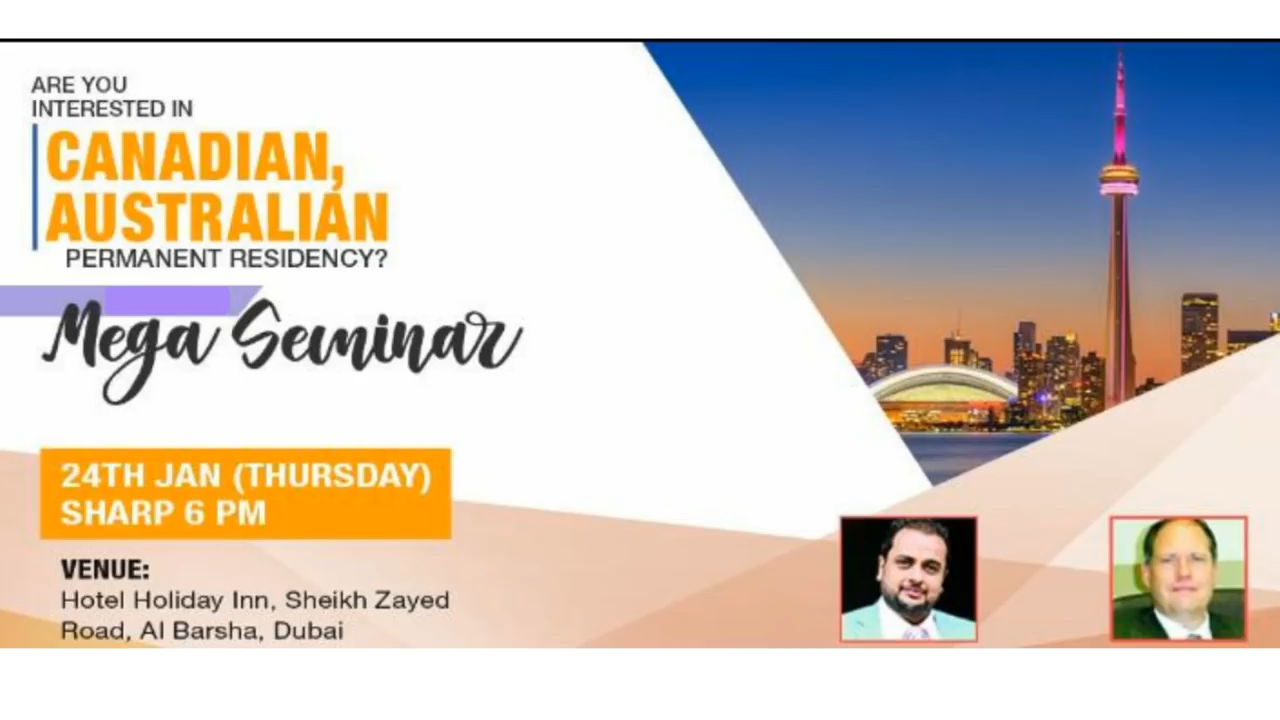 ARE YOU
INTERESTED IN
CANADIAN,
AUSTRALIAN
PERMANENT RESIDENCY?
Mega Seminar
24TH JAN (THURSDAY)
SHARP 6 PM
VENUE:
Hotel Holiday Inn, Sheikh Zayed
Road, Al Barsha, Dubai